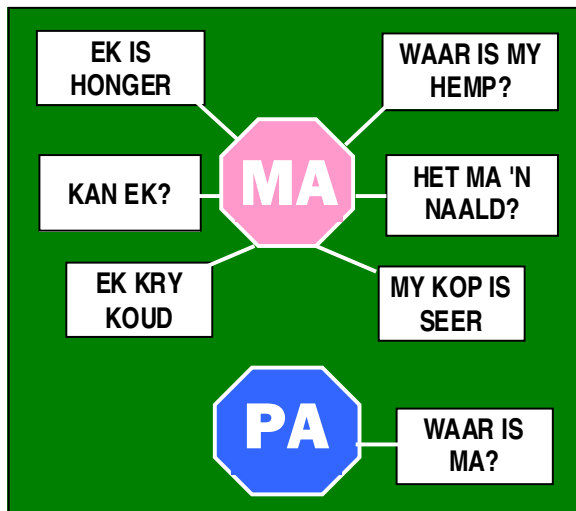 EK IS
HONGER
WAAR IS MY
HEMP?
KAN EK?
MA
HET MA 'N
NAALD?
EK KRY
KOUD
MY KOP IS
SEER
PA
WAAR IS
MA?